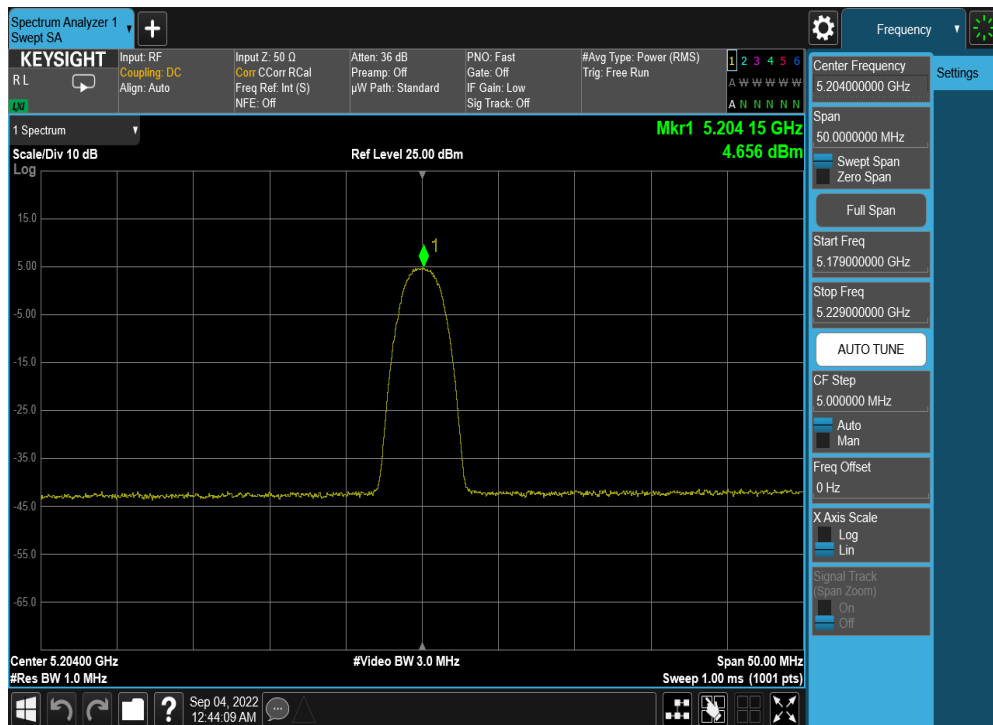 Spectrum Analyzer 1
Swept SA
Frequency
KEYSIGHT
R L
LXI
Input: RF
Coupling: DC
Align: Auto
Input Z: 50 Ω
Corr CCorr RCal
Freq Ref: Int (S)
NFE: Off
Atten: 36 dB
Preamp: Off
µW Path: Standard
PNO: Fast
Gate: Off
IF Gain: Low
Sig Track: Off
#Avg Type: Power (RMS)
Trig: Free Run
1 2 3 4 5 6
A W W W W W
A N N N N N
1 Spectrum
Scale/Div 10 dB
Log
Ref Level 25.00 dBm
Mkr1 5.204 15 GHz
4.656 dBm
1
15.0
5.00
-5.00
-15.0
-25.0
-35.0
-45.0
-55.0
-65.0
Center 5.20400 GHz
#Res BW 1.0 MHz
#Video BW 3.0 MHz
Span 50.00 MHz
Sweep 1.00 ms (1001 pts)
Center Frequency
5.204000000 GHz
Settings
Span
50.0000000 MHz
Swept Span
Zero Span
Full Span
Start Freq
5.179000000 GHz
Stop Freq
5.229000000 GHz
AUTO TUNE
CF Step
5.000000 MHz
Auto
Man
Freq Offset
0 Hz
X Axis Scale
Log
Lin
Signal Track
(Span Zoom)
On
Off
?
Sep 04, 2022
12:44:09 AM